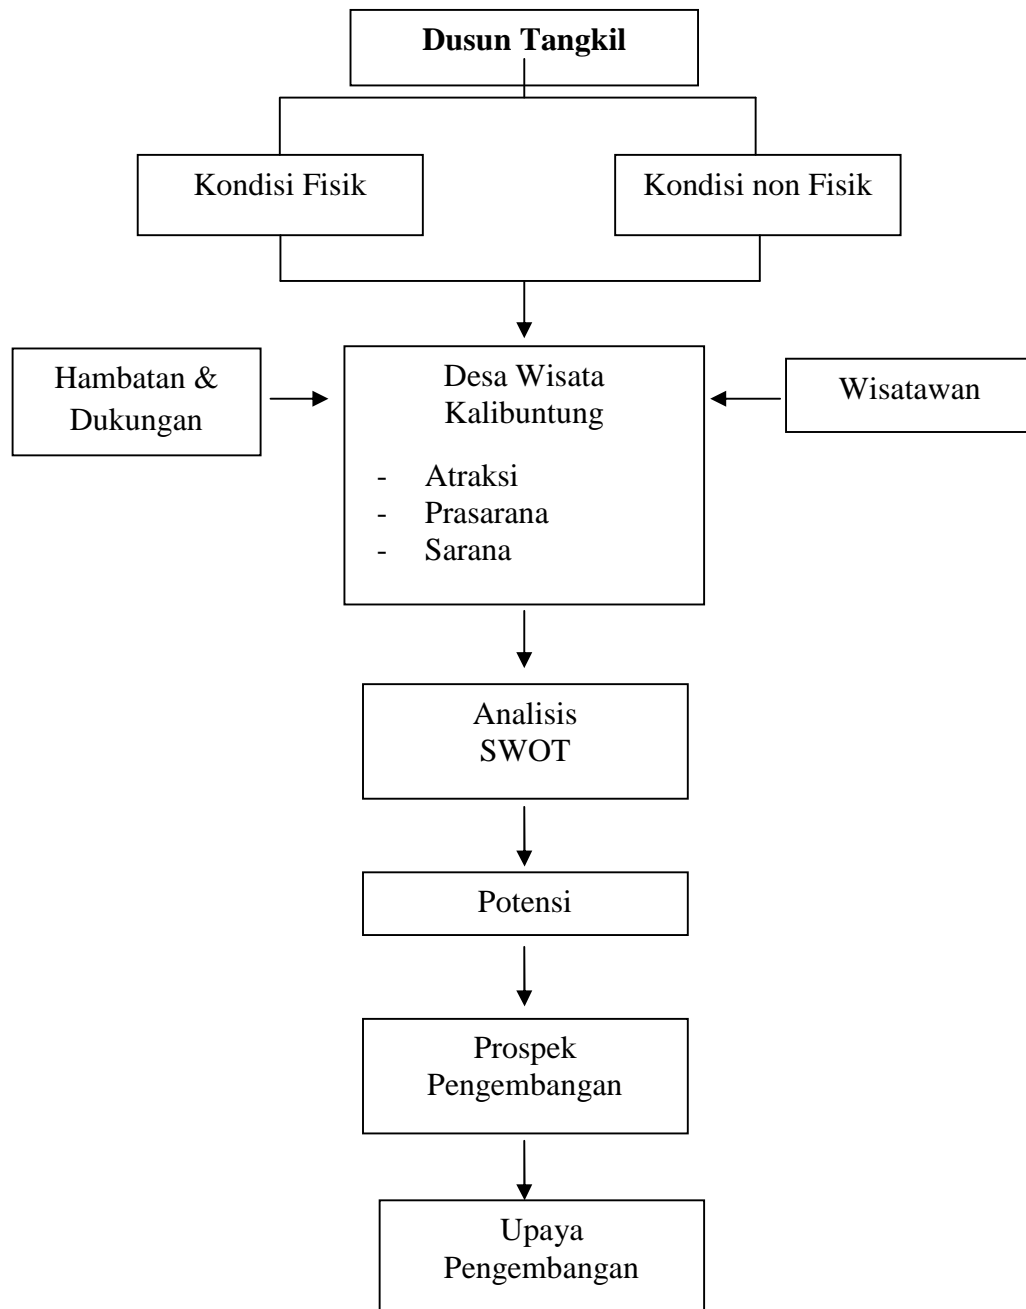 Dusun Tangkil
Kondisi Fisik
Kondisi non Fisik
Hambatan &
Dukungan
Desa Wisata
Kalibuntung
- Atraksi
- Prasarana
- Sarana
Wisatawan
Analisis
SWOT
Potensi
Prospek
Pengembangan
Upaya
Pengembangan